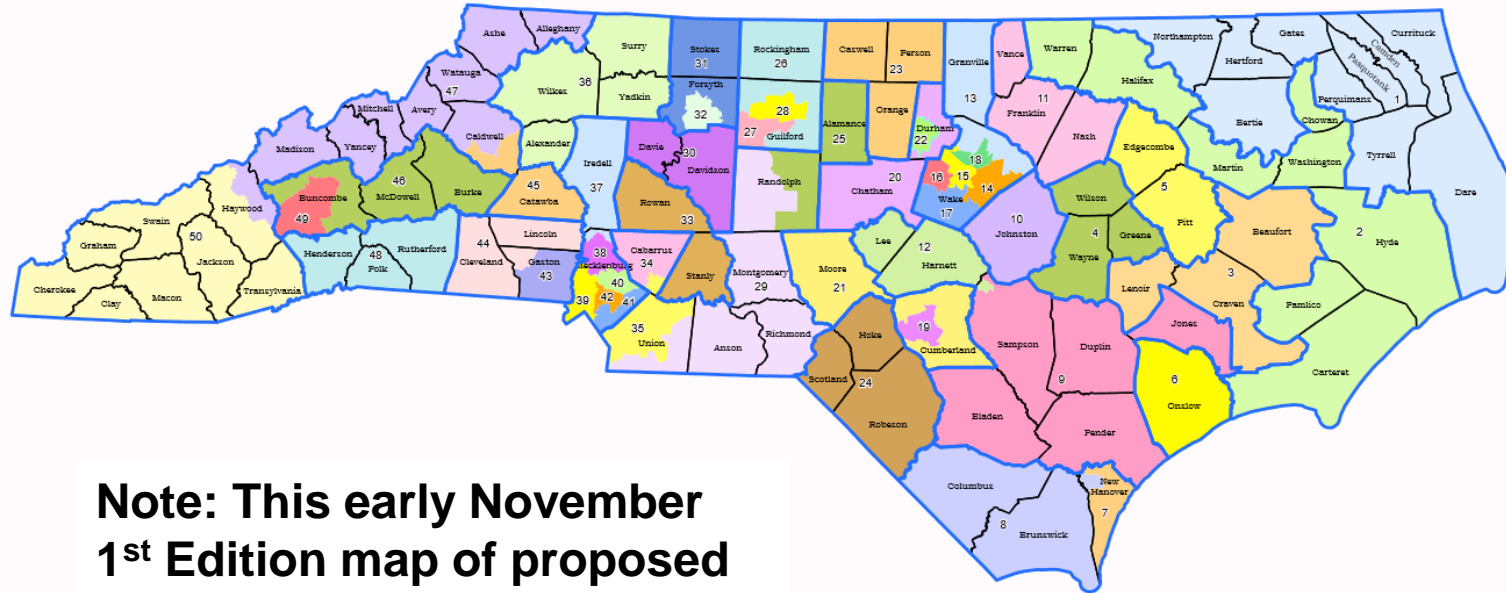 Ashe
Alleghany
Surry
Stokes
31
Rockingham
26
Caswell
Person
23
Granville
13
Vance
Warren
Northampton
Gates
Hertford
Camden
Currituck
Pasquotank
Perquimans
1
Halifax
Watauga
47
Wilkes
36
Yadkin
Forsyth
32
27
28
Guilford
Alamance
25
Orange
Durham
22
11
Franklin
Nash
Bertie
Chowan
Mitchell
Avery
Caldwell
Alexander
Iredell
37
Davie
30
Davidson
Randolph
Chatham
20
18
16
15
14
Wake
17
Edgecombe
5
Martin
Washington
Tyrrell
Dare
Madison
Yancey
Buncombe
49
McDowell
46
Burke
45
Catawba
Rowan
33
10
Johnston
Wilson
4
Greene
Wayne
Pitt
Beaufort
2
Hyde
Haywood
Swain
Graham
50
Jackson
Cherokee
Clay
Macon
Transylvania
Henderson
48
Polk
Rutherford
44
Cleveland
Lincoln
Gaston
43
38
Mecklenburg
40
39
42
41
Cabarrus
34
Stanly
Montgomery
29
Moore
21
Lee
12
Harnett
Lenoir
3
Craven
Pamlico
Jones
Carteret
35
Union
Anson
Richmond
Hoke
Scotland
24
Robeson
19
Cumberland
Sampson
Duplin
9
6
Onslow
Bladen
Pender
Columbus
8
Brunswick
New
Hanover
7
Note: This early November
1st Edition map of proposed